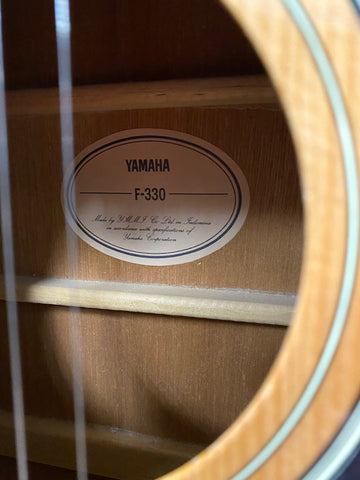 YAMAHA
F-330
Made by Y.M.M.I. Co. Ltd. in Indonesia
in accordance with specifications of
Yamaha Corporation